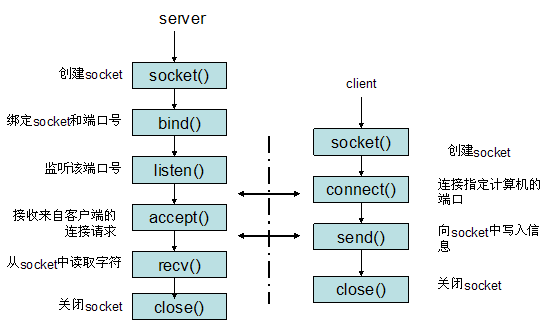 server
创建socket
socket()
绑定socket和端口号
bind()
监听该端口号
listen()
接收来自客户端的
连接请求
accept()
从socket中读取字符
recv()
关闭socket
close()
client
socket()
创建socket
connect()
连接指定计算机的
端口
send()
向socket中写入信
息
close()
关闭socket